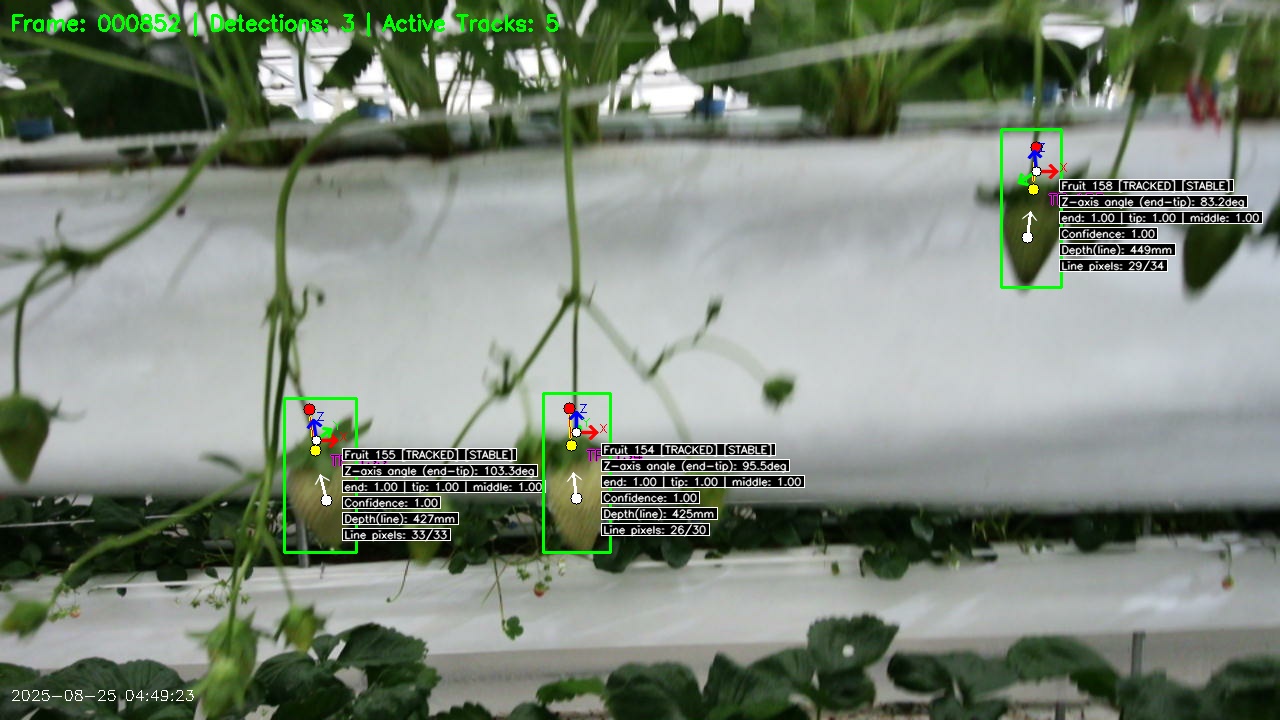 Frame: 000852 | Detections: 3 | Active Tracks: 5
Z
X
Fruit 158 [TRACKED] [STABLE]
Z-axis angle (end-tip): 83.2deg
end: 1.00 | tip: 1.00 | middle: 1.00
Confidence: 1.00
Depth(line): 449mm
Line pixels: 29/34
Z
X
Fruit 155 [TRACKED] [STABLE]
Z-axis angle (end-tip): 103.3deg
end: 1.00 | tip: 1.00 | middle: 1.00
Confidence: 1.00
Depth(line): 427mm
Line pixels: 33/33
Z
X
Fruit 154 [TRACKED] [STABLE]
Z-axis angle (end-tip): 95.5deg
end: 1.00 | tip: 1.00 | middle: 1.00
Confidence: 1.00
Depth(line): 425mm
Line pixels: 26/30
2025-08-25 04:49:23